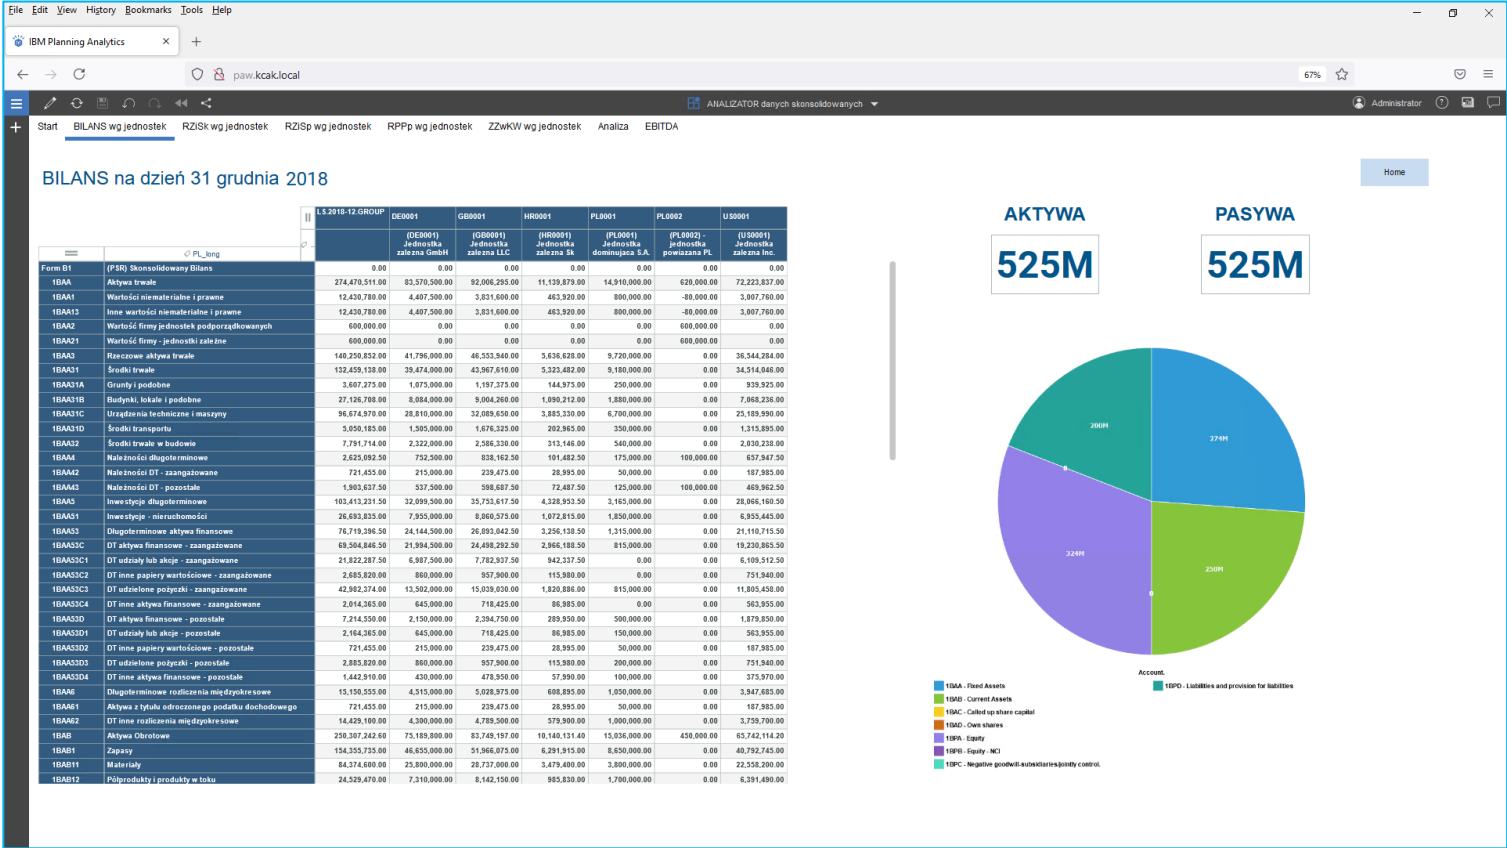 File Edit View History Bookmarks Tools Help
IBM Planning Analytics
paw.kcak.local
67%
ANALIZATOR danych skonsolidowanych
Administrator
Start BILANS wg jednostek RZiSk wg jednostek RZiSp wg jednostek RPPp wg jednostek ZZwKW wg jednostek Analiza EBITDA
BILANS na dzień 31 grudnia 2018
Home
LS.2018-12.GROUP DE0001 GB0001 HR0001 PL0001 PL0002 US0001
PL_long
(DE0001) Jednostka zalezna GmbH
(GB0001) Jednostka zalezna LLC
(HR0001) Jednostka zalezna Sk
(PL0001) Jednostka dominujaca S.A.
(PL0002) - jednostka powiazana PL
(US0001) Jednostka zalezna Inc.
Form B1 (PSR) Skonsolidowany Bilans 0.00 0.00 0.00 0.00 0.00 0.00 0.00
1BAA Aktywa trwałe 274,470,511.00 83,570,500.00 92,006,295.00 11,139,879.00 14,910,000.00 620,000.00 72,223,837.00
1BAA1 Wartości niematerialne i prawne 12,430,780.00 4,407,500.00 3,831,600.00 463,920.00 800,000.00 -80,000.00 3,007,760.00
1BAA13 Inne wartości niematerialne i prawne 12,430,780.00 4,407,500.00 3,831,600.00 463,920.00 800,000.00 -80,000.00 3,007,760.00
1BAA2 Wartość firmy jednostek podporządkowanych 600,000.00 0.00 0.00 0.00 0.00 600,000.00 0.00
1BAA21 Wartość firmy - jednostki zależne 600,000.00 0.00 0.00 0.00 0.00 600,000.00 0.00
1BAA3 Rzeczowe aktywa trwałe 140,250,852.00 41,796,000.00 46,553,940.00 5,636,628.00 9,720,000.00 0.00 36,544,284.00
1BAA31 Środki trwałe 132,459,138.00 39,474,000.00 43,967,610.00 5,323,482.00 9,180,000.00 0.00 34,514,046.00
1BAA31A Grunty i podobne 3,607,275.00 1,075,000.00 1,197,375.00 144,975.00 250,000.00 0.00 939,925.00
1BAA31B Budynki, lokale i podobne 27,126,708.00 8,084,000.00 9,004,260.00 1,090,212.00 1,880,000.00 0.00 7,068,236.00
1BAA31C Urządzenia techniczne i maszyny 96,674,970.00 28,810,000.00 32,089,650.00 3,885,330.00 6,700,000.00 0.00 25,189,990.00
1BAA31D Środki transportu 5,050,185.00 1,505,000.00 1,676,325.00 202,965.00 350,000.00 0.00 1,315,895.00
1BAA32 Środki trwałe w budowie 7,791,714.00 2,322,000.00 2,586,330.00 313,146.00 540,000.00 0.00 2,030,238.00
1BAA4 Należności długoterminowe 2,625,092.50 752,500.00 838,162.50 101,482.50 175,000.00 100,000.00 657,947.50
1BAA42 Należności DT - zaangażowane 721,455.00 215,000.00 239,475.00 28,995.00 50,000.00 0.00 187,985.00
1BAA43 Należności DT - pozostałe 1,903,637.50 537,500.00 598,687.50 72,487.50 125,000.00 100,000.00 469,962.50
1BAA5 Inwestycje długoterminowe 103,413,231.50 32,099,500.00 35,753,617.50 4,328,953.50 3,165,000.00 0.00 28,066,160.50
1BAA51 Inwestycje - nieruchomości 26,693,835.00 7,955,000.00 8,860,575.00 1,072,815.00 1,850,000.00 0.00 6,955,445.00
1BAA53 Długoterminowe aktywa finansowe 76,719,396.50 24,144,500.00 26,893,042.50 3,256,138.50 1,315,000.00 0.00 21,110,715.50
1BAA53C DT aktywa finansowe - zaangażowane 69,504,846.50 21,994,500.00 24,498,292.50 2,966,188.50 815,000.00 0.00 19,230,865.50
1BAA53C1 DT udziały lub akcje - zaangażowane 21,822,287.50 6,987,500.00 7,782,937.50 942,337.50 0.00 0.00 6,109,512.50
1BAA53C2 DT inne papiery wartościowe - zaangażowane 2,685,820.00 860,000.00 957,900.00 115,980.00 0.00 0.00 751,940.00
1BAA53C3 DT udzielone pożyczki - zaangażowane 42,982,374.00 13,502,000.00 15,039,030.00 1,820,886.00 815,000.00 0.00 11,805,458.00
1BAA53C4 DT inne aktywa finansowe - zaangażowane 2,014,365.00 645,000.00 718,425.00 86,985.00 0.00 0.00 563,955.00
1BAA53D DT aktywa finansowe - pozostałe 7,214,550.00 2,150,000.00 2,394,750.00 289,950.00 500,000.00 0.00 1,879,850.00
1BAA53D1 DT udziały lub akcje - pozostałe 2,164,365.00 645,000.00 718,425.00 86,985.00 150,000.00 0.00 563,955.00
1BAA53D2 DT inne papiery wartościowe - pozostałe 721,455.00 215,000.00 239,475.00 28,995.00 50,000.00 0.00 187,985.00
1BAA53D3 DT udzielone pożyczki - pozostałe 2,885,820.00 860,000.00 957,900.00 115,980.00 200,000.00 0.00 751,940.00
1BAA53D4 DT inne aktywa finansowe - pozostałe 1,442,910.00 430,000.00 478,950.00 57,990.00 100,000.00 0.00 375,970.00
1BAA6 Długoterminowe rozliczenia międzyokresowe 15,150,555.00 4,515,000.00 5,028,975.00 608,895.00 1,050,000.00 0.00 3,947,685.00
1BAA61 Aktywa z tytułu odroczonego podatku dochodowego 721,455.00 215,000.00 239,475.00 28,995.00 50,000.00 0.00 187,985.00
1BAA62 DT inne rozliczenia międzyokresowe 14,429,100.00 4,300,000.00 4,789,500.00 579,900.00 1,000,000.00 0.00 3,759,700.00
1BAB Aktywa Obrotowe 250,307,242.60 75,189,800.00 83,749,197.00 10,140,131.40 15,036,000.00 450,000.00 65,742,114.20
1BAB1 Zapasy 154,355,735.00 46,655,000.00 51,966,075.00 6,291,915.00 8,650,000.00 0.00 40,792,745.00
1BAB11 Materiały 84,374,600.00 25,800,000.00 28,737,000.00 3,479,400.00 3,800,000.00 0.00 22,558,200.00
1BAB12 Półprodukty i produkty w toku 24,529,470.00 7,310,000.00 8,142,150.00 985,830.00 1,700,000.00 0.00 6,391,490.00
AKTYWA PASYWA
525M 525M
200M 274M
0
324M 250M
0
Account.
1BAA - Fixed Assets
1BAB - Current Assets
1BAC - Called up share capital
1BAD - Own shares
1BPA - Equity
1BPB - Equity - NCI
1BPC - Negative goodwill-subsidiaries/jointly control.
1BPD - Liabilities and provision for liabilities